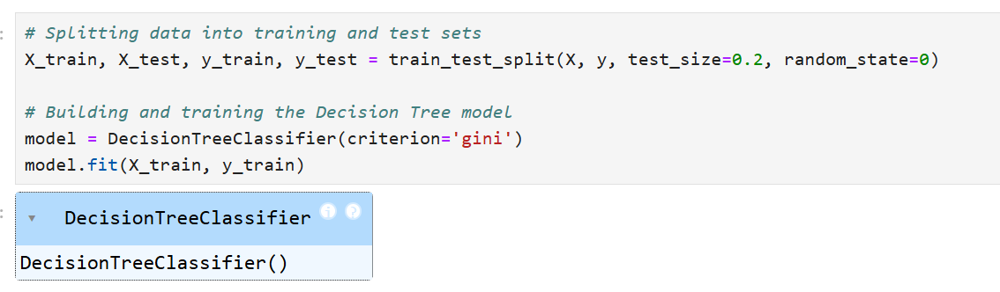 # Splitting data into training and test sets
X_train, X_test, y_train, y_test = train_test_split(X, y, test_size=0.2, random_state=0)
# Building and training the Decision Tree model
model = DecisionTreeClassifier(criterion='gini')
model.fit(X_train, y_train)
:
▾ DecisionTreeClassifier i ?
DecisionTreeClassifier()